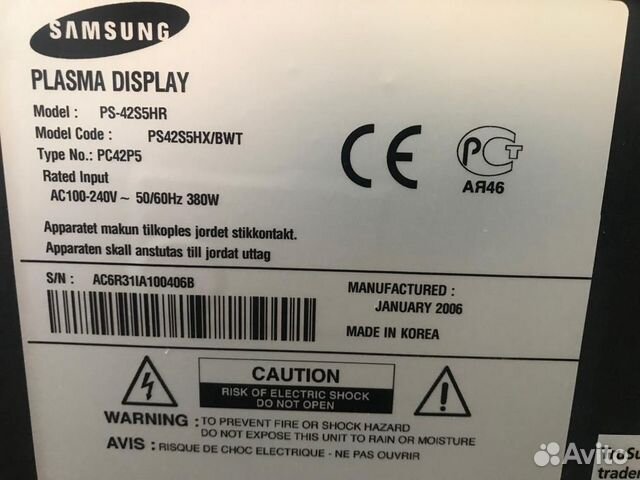 SAMSUNG
PLASMA DISPLAY
Model : PS-42S5HR
Model Code : PS42S5HX/BWT
Type No.: PC42P5
Rated Input
AC100-240V ~ 50/60Hz 380W
CE
РСТ
АЯ46
Apparatet makun tilkoples jordet stikkontakt.
Apparaten skall anstutas till jordat uttag
S/N : AC6R31IA100406B
MANUFACTURED :
JANUARY 2006
MADE IN KOREA
CAUTION
RISK OF ELECTRIC SHOCK
DO NOT OPEN
WARNING : TO PREVENT FIRE OR SHOCK HAZARD
DO NOT EXPOSE THIS UNIT TO RAIN OR MOISTURE
AVIS : RISQUE DE CHOC ELECTRIQUE - NE PAS OUVRIR
Avito